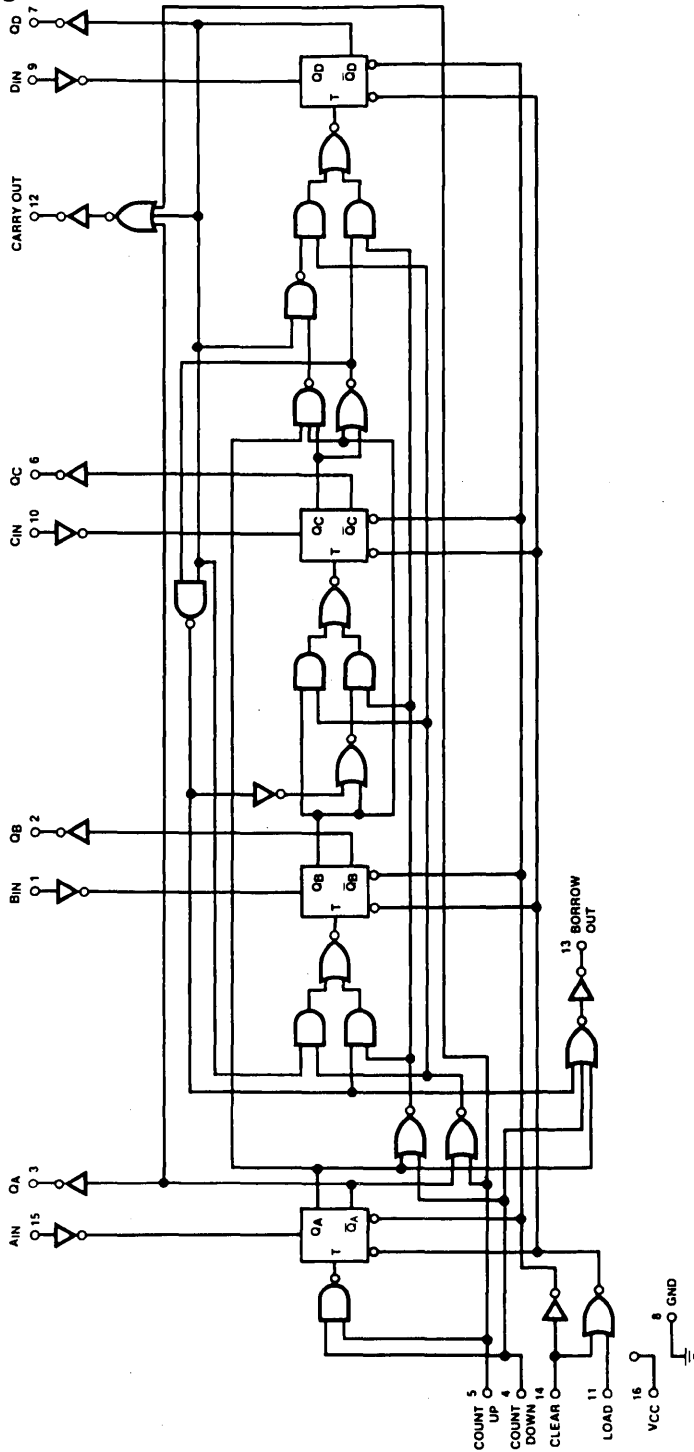 QD 7
DIN 9
CARRY OUT 12
QC 6
CIN 10
QB 2
BIN 1
QA 3
AIN 15
QD
Q̅D
T
QC
Q̅C
T
QB
Q̅B
T
QA
Q̅A
T
13 BORROW
OUT
COUNT 5
UP
COUNT 4
DOWN
CLEAR 14
LOAD 11
VCC 16
8 GND